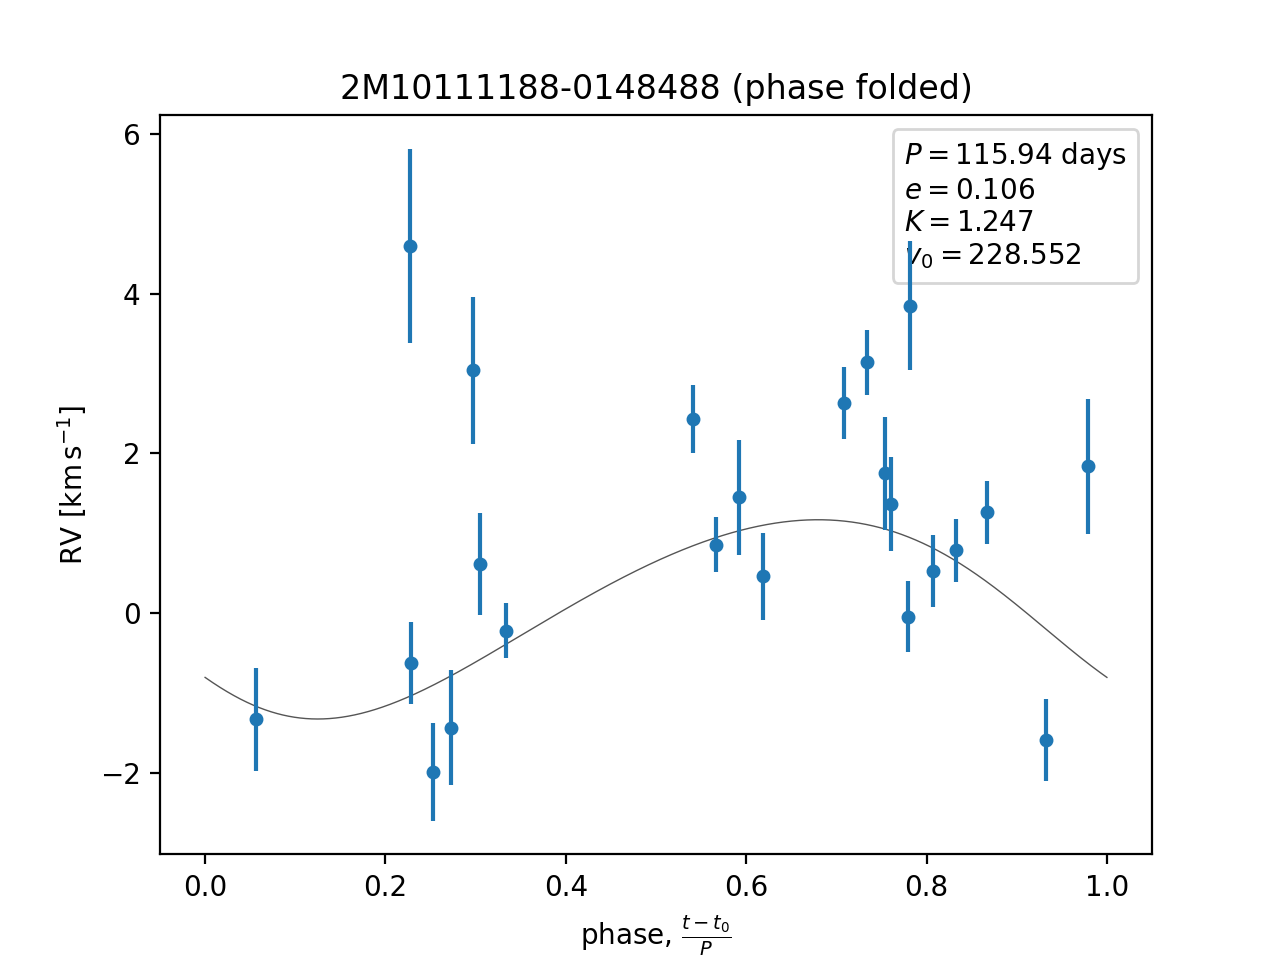 2M10111188-0148488 (phase folded)
P = 115.94 days
e = 0.106
K = 1.247
v₀ = 228.552
RV [km s⁻¹]
6
4
2
0
−2
0.0 0.2 0.4 0.6 0.8 1.0
phase, (t − t₀)/P